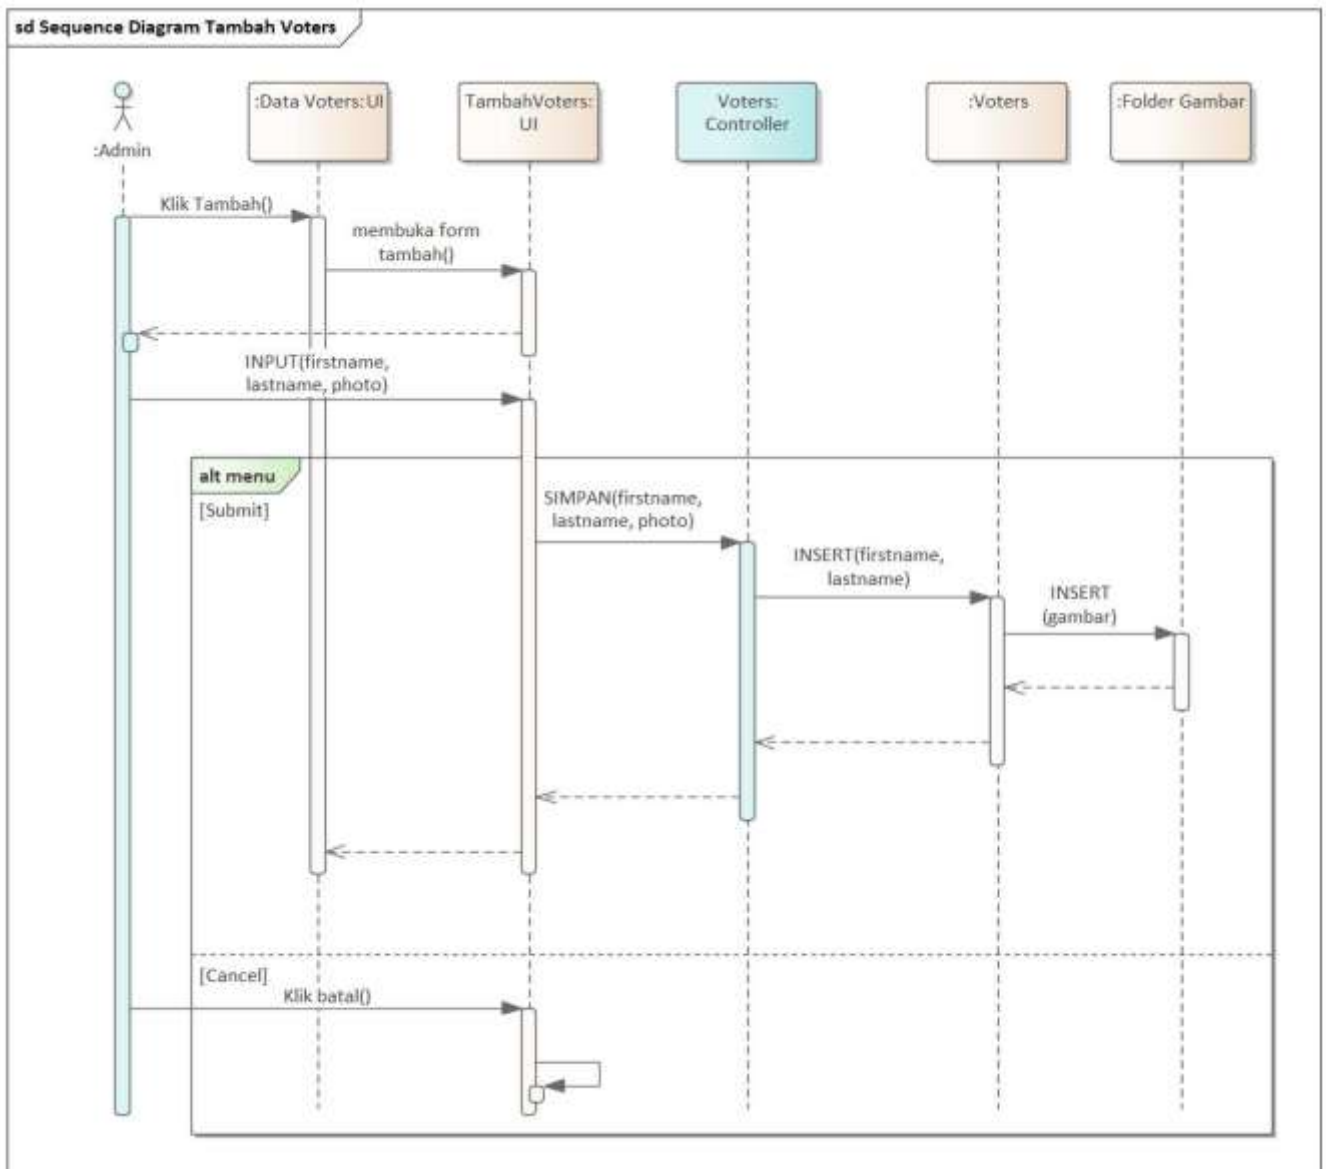 sd Sequence Diagram Tambah Voters
:Admin
:Data Voters: UI
TambahVoters:
UI
Voters:
Controller
:Voters
:Folder Gambar
Klik Tambah()
membuka form
tambah()
INPUT(firstname,
lastname, photo)
alt menu
[Submit]
SIMPAN(firstname,
lastname, photo)
INSERT(firstname,
lastname)
INSERT
(gambar)
[Cancel]
Klik batal()